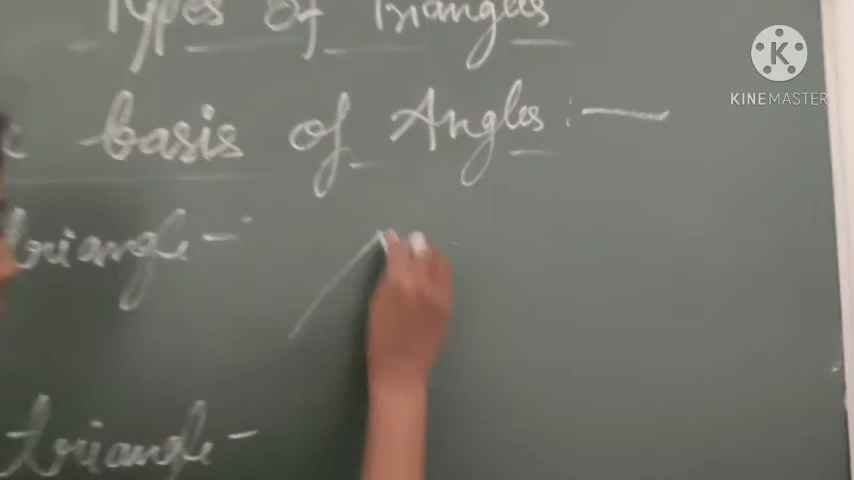 Types of Triangles
basis of Angles :-
triangle -
triangle -
K
KINEMASTER